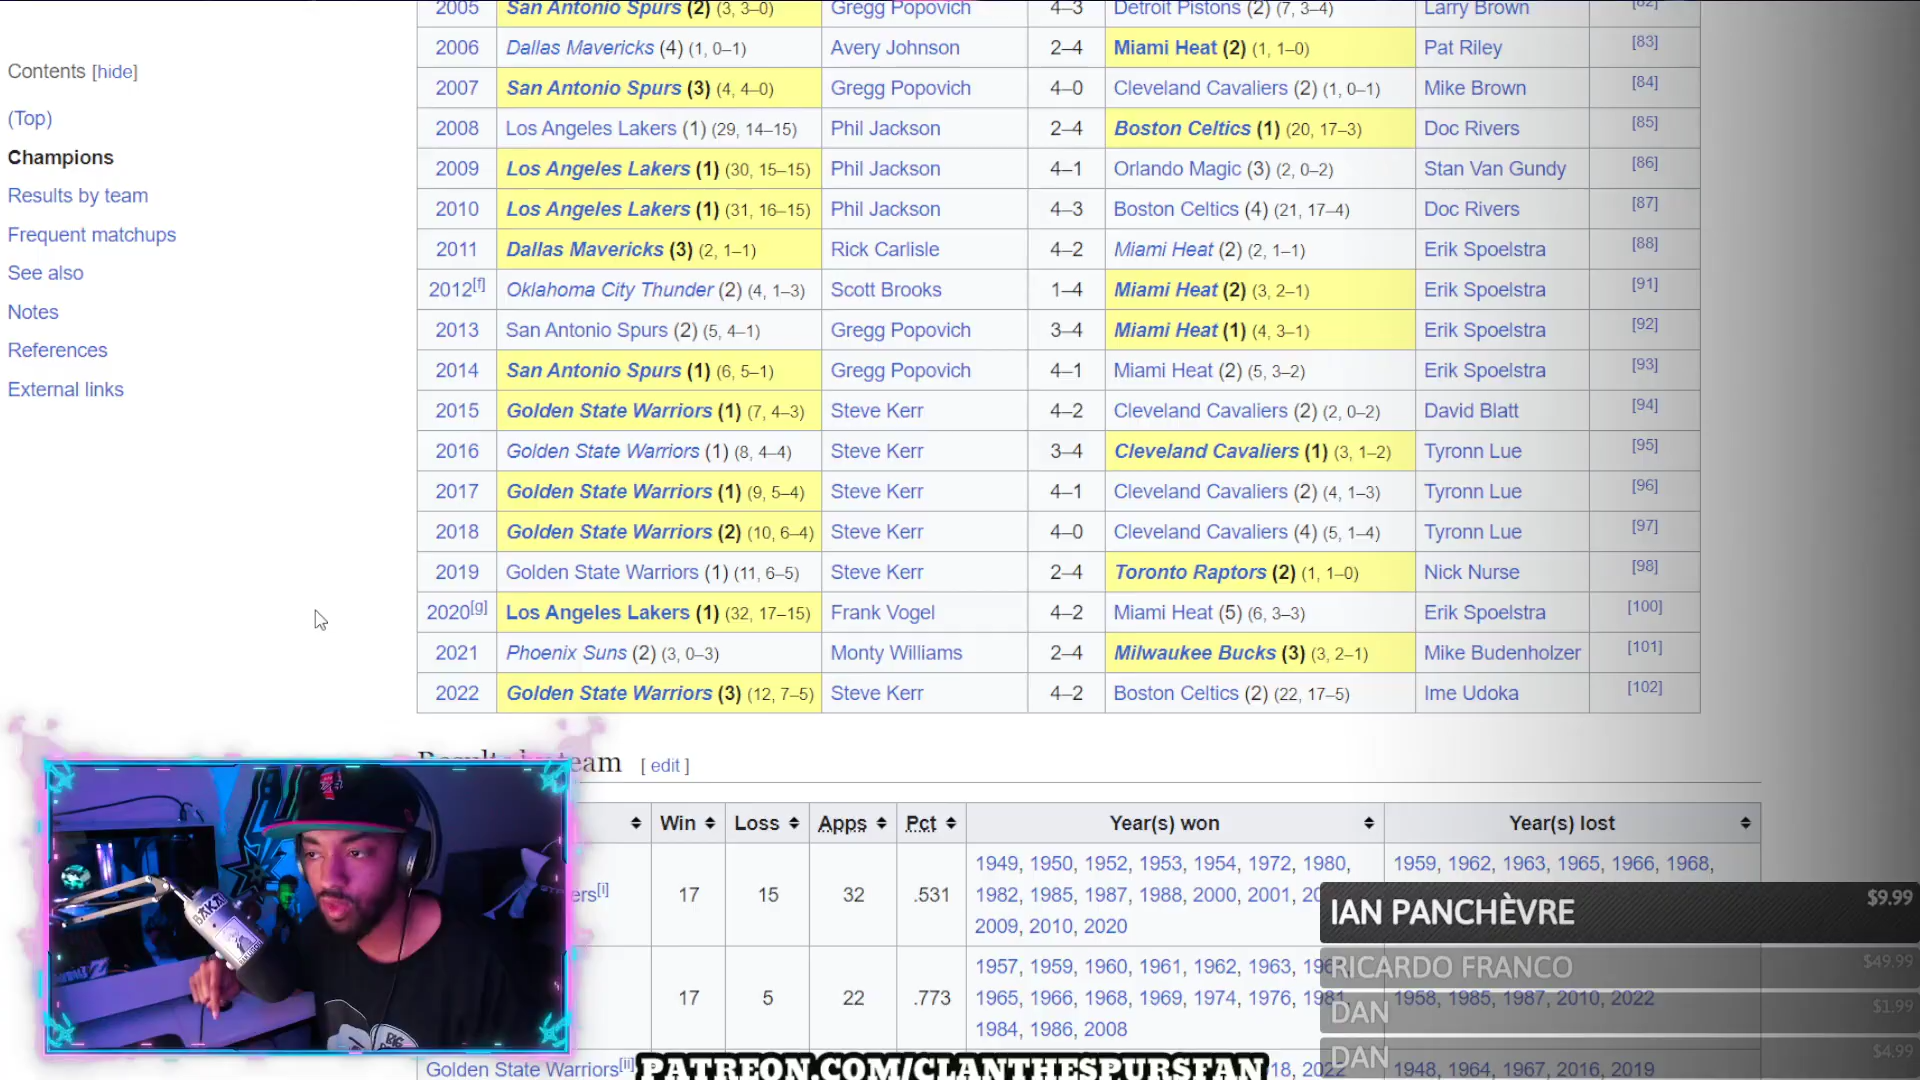 Contents [hide]
(Top)
Champions
Results by team
Frequent matchups
See also
Notes
References
External links
2005 San Antonio Spurs (2) (3, 3–0) Gregg Popovich 4–3 Detroit Pistons (2) (7, 3–4) Larry Brown [82]
2006 Dallas Mavericks (4) (1, 0–1) Avery Johnson 2–4 Miami Heat (2) (1, 1–0) Pat Riley [83]
2007 San Antonio Spurs (3) (4, 4–0) Gregg Popovich 4–0 Cleveland Cavaliers (2) (1, 0–1) Mike Brown [84]
2008 Los Angeles Lakers (1) (29, 14–15) Phil Jackson 2–4 Boston Celtics (1) (20, 17–3) Doc Rivers [85]
2009 Los Angeles Lakers (1) (30, 15–15) Phil Jackson 4–1 Orlando Magic (3) (2, 0–2) Stan Van Gundy [86]
2010 Los Angeles Lakers (1) (31, 16–15) Phil Jackson 4–3 Boston Celtics (4) (21, 17–4) Doc Rivers [87]
2011 Dallas Mavericks (3) (2, 1–1) Rick Carlisle 4–2 Miami Heat (2) (2, 1–1) Erik Spoelstra [88]
2012[f] Oklahoma City Thunder (2) (4, 1–3) Scott Brooks 1–4 Miami Heat (2) (3, 2–1) Erik Spoelstra [91]
2013 San Antonio Spurs (2) (5, 4–1) Gregg Popovich 3–4 Miami Heat (1) (4, 3–1) Erik Spoelstra [92]
2014 San Antonio Spurs (1) (6, 5–1) Gregg Popovich 4–1 Miami Heat (2) (5, 3–2) Erik Spoelstra [93]
2015 Golden State Warriors (1) (7, 4–3) Steve Kerr 4–2 Cleveland Cavaliers (2) (2, 0–2) David Blatt [94]
2016 Golden State Warriors (1) (8, 4–4) Steve Kerr 3–4 Cleveland Cavaliers (1) (3, 1–2) Tyronn Lue [95]
2017 Golden State Warriors (1) (9, 5–4) Steve Kerr 4–1 Cleveland Cavaliers (2) (4, 1–3) Tyronn Lue [96]
2018 Golden State Warriors (2) (10, 6–4) Steve Kerr 4–0 Cleveland Cavaliers (4) (5, 1–4) Tyronn Lue [97]
2019 Golden State Warriors (1) (11, 6–5) Steve Kerr 2–4 Toronto Raptors (2) (1, 1–0) Nick Nurse [98]
2020[g] Los Angeles Lakers (1) (32, 17–15) Frank Vogel 4–2 Miami Heat (5) (6, 3–3) Erik Spoelstra [100]
2021 Phoenix Suns (2) (3, 0–3) Monty Williams 2–4 Milwaukee Bucks (3) (3, 2–1) Mike Budenholzer [101]
2022 Golden State Warriors (3) (12, 7–5) Steve Kerr 4–2 Boston Celtics (2) (22, 17–5) Ime Udoka [102]
Results by team [ edit ]
Win Loss Apps Pct Year(s) won Year(s) lost
ers[i] 17 15 32 .531
1949, 1950, 1952, 1953, 1954, 1972, 1980,
1982, 1985, 1987, 1988, 2000, 2001, 20
2009, 2010, 2020
1959, 1962, 1963, 1965, 1966, 1968,
17 5 22 .773
1957, 1959, 1960, 1961, 1962, 1963, 196
1965, 1966, 1968, 1969, 1974, 1976, 1981,
1984, 1986, 2008
1958, 1985, 1987, 2010, 2022
Golden State Warriors[ii]
18, 2022
1948, 1964, 1967, 2016, 2019
IAN PANCHÈVRE $9.99
RICARDO FRANCO $49.99
DAN $1.99
DAN $4.99
BAKA!
PATREON.COM/CLANTHESPURSFAN